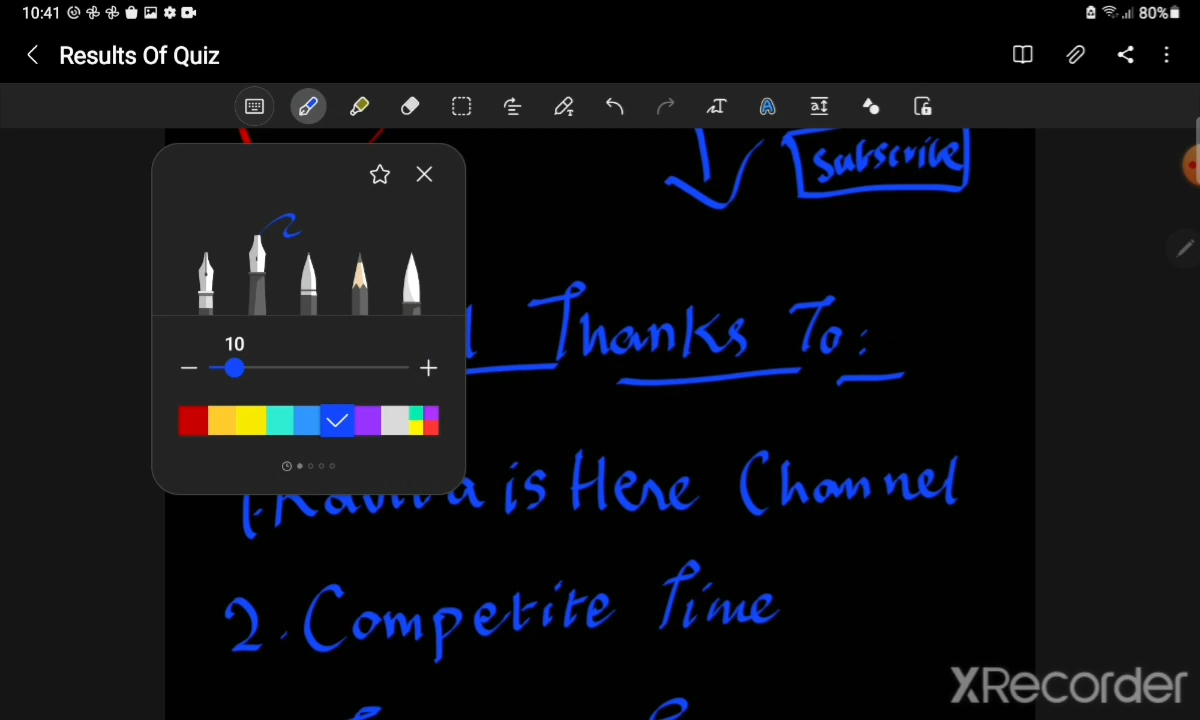 10:41 80%
Results Of Quiz
Subscribe
Thanks To:
10
is Here Channel
2. Competite Time
XRecorder